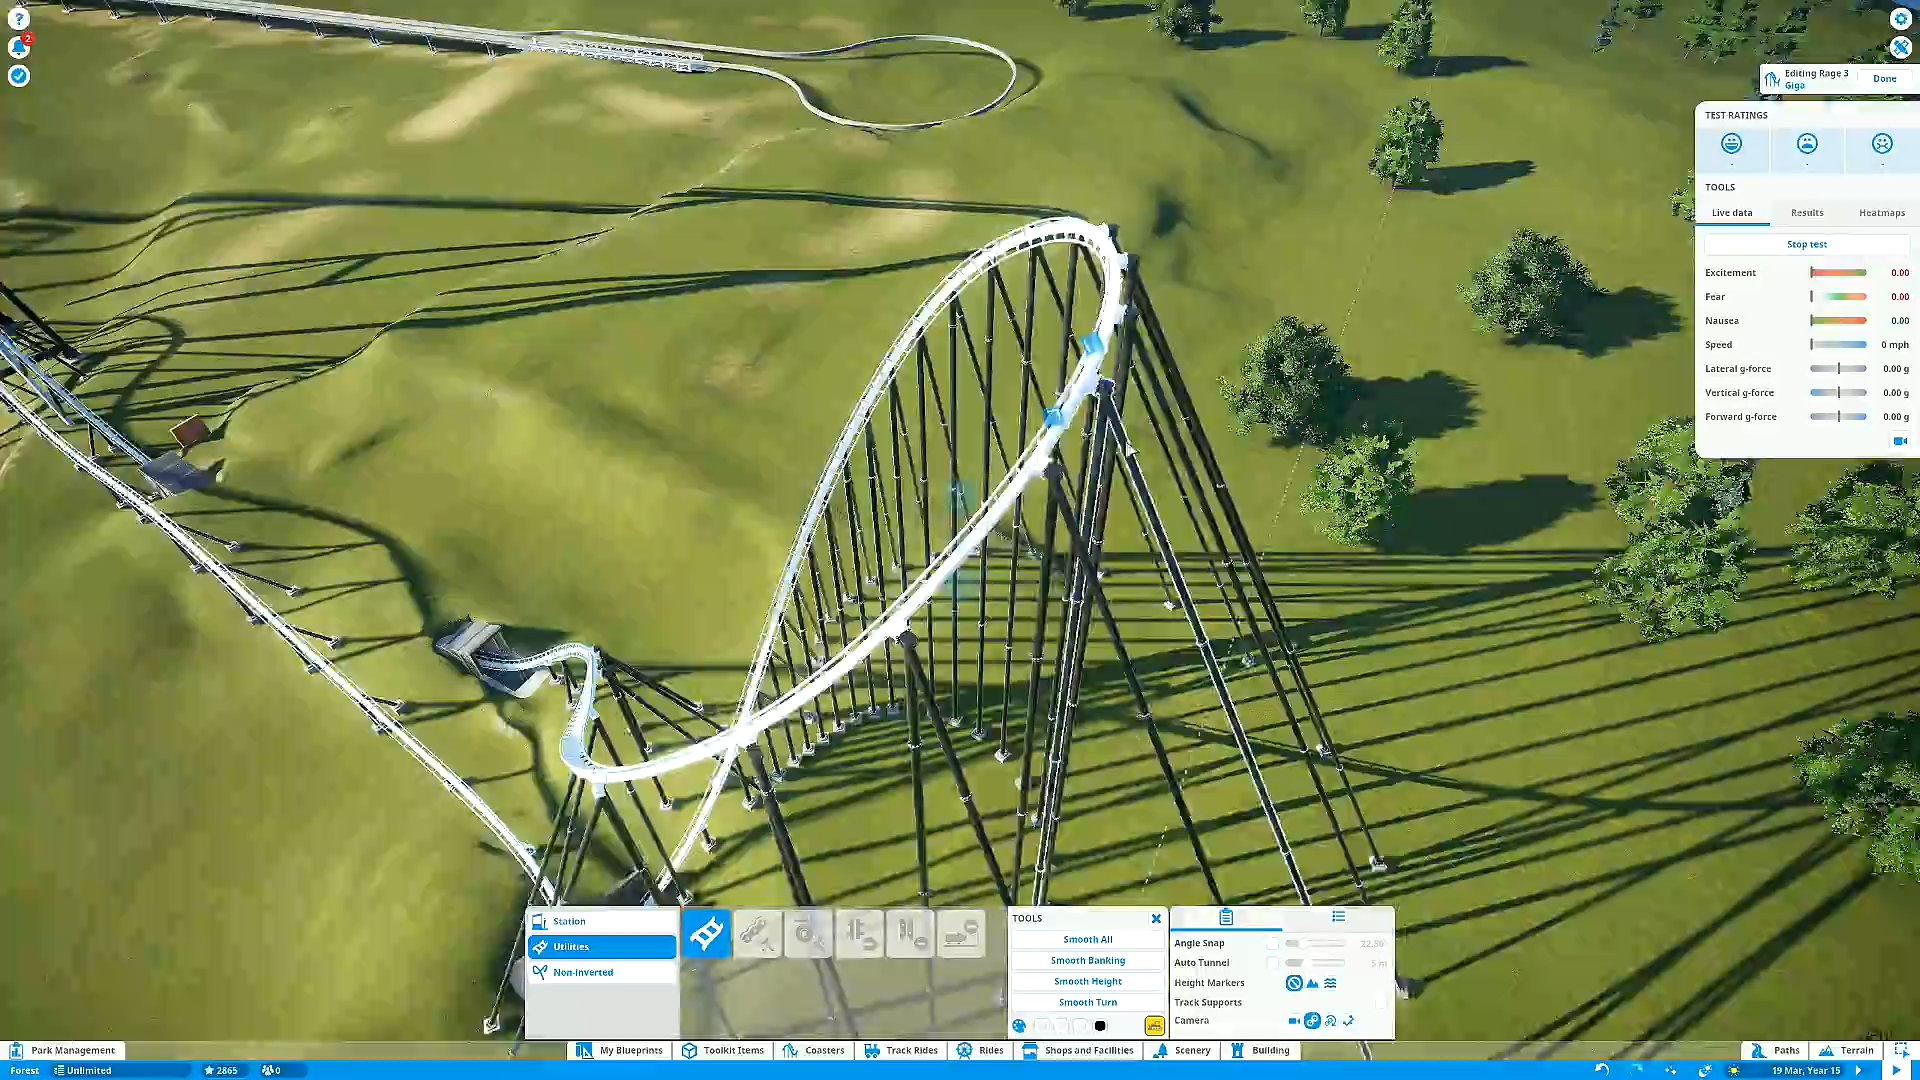 ?
2
Editing Rage 3
Giga
Done
TEST RATINGS
-
-
-
TOOLS
Live data Results Heatmaps
Stop test
Excitement 0.00
Fear 0.00
Nausea 0.00
Speed 0 mph
Lateral g-force 0.00 g
Vertical g-force 0.00 g
Forward g-force 0.00 g
Station
Utilities
Non-inverted
TOOLS
Smooth All
Smooth Banking
Smooth Height
Smooth Turn
Angle Snap 22.50
Auto Tunnel 5 m
Height Markers
Track Supports
Camera
Park Management My Blueprints Toolkit Items Coasters Track Rides Rides Shops and Facilities Scenery Building Paths Terrain
Forest Unlimited 2865 0 19 Mar, Year 15